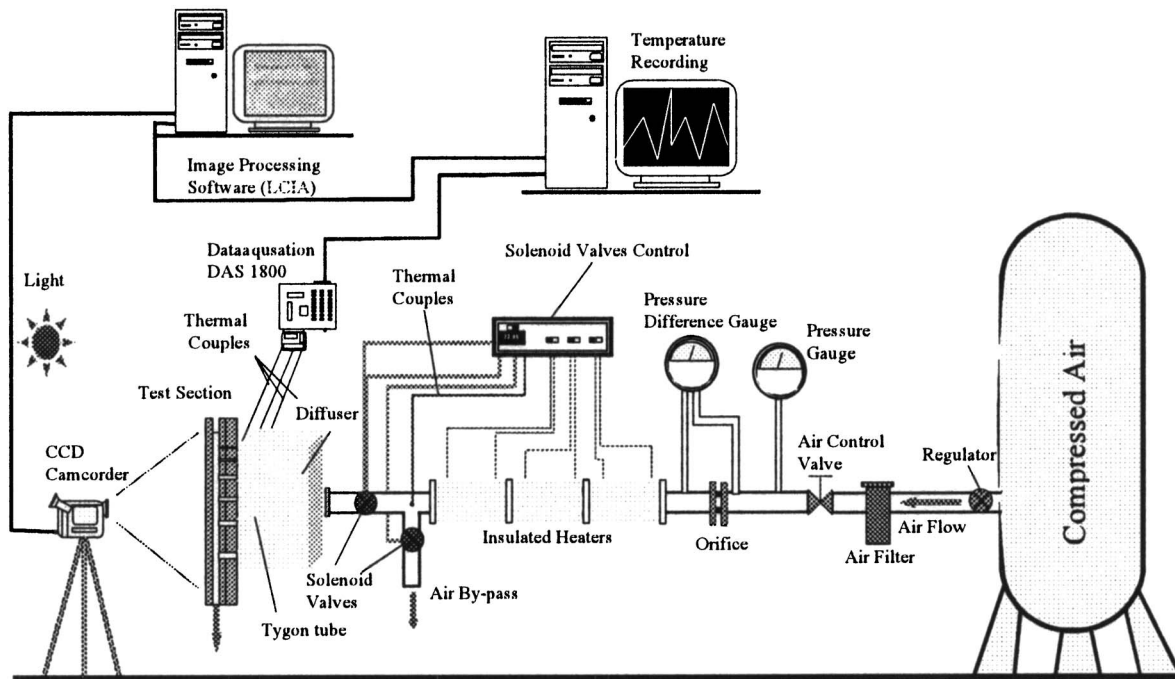 Temperature
Recording
Image Processing
Software (LCIA)
Dataaqusation
DAS 1800
Solenoid Valves Control
Light
Thermal
Couples
Thermal
Couples
Pressure
Difference Gauge
Pressure
Gauge
Test Section
Diffuser
CCD
Camcorder
Air Control
Valve
Regulator
Compressed Air
Insulated Heaters
Orifice
Air Flow
Air Filter
Solenoid
Valves
Air By-pass
Tygon tube